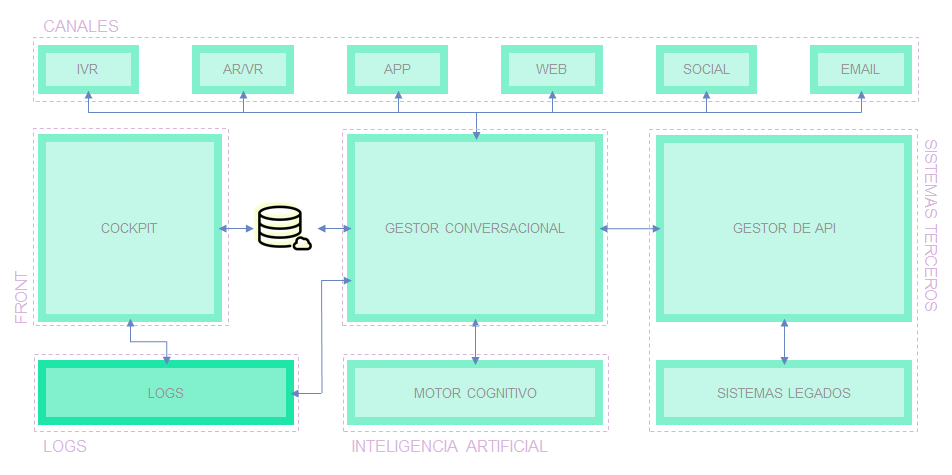 CANALES
IVR
AR/VR
APP
WEB
SOCIAL
EMAIL
COCKPIT
GESTOR CONVERSACIONAL
GESTOR DE API
SISTEMAS TERCEROS
FRONT
LOGS
MOTOR COGNITIVO
SISTEMAS LEGADOS
LOGS
INTELIGENCIA ARTIFICIAL